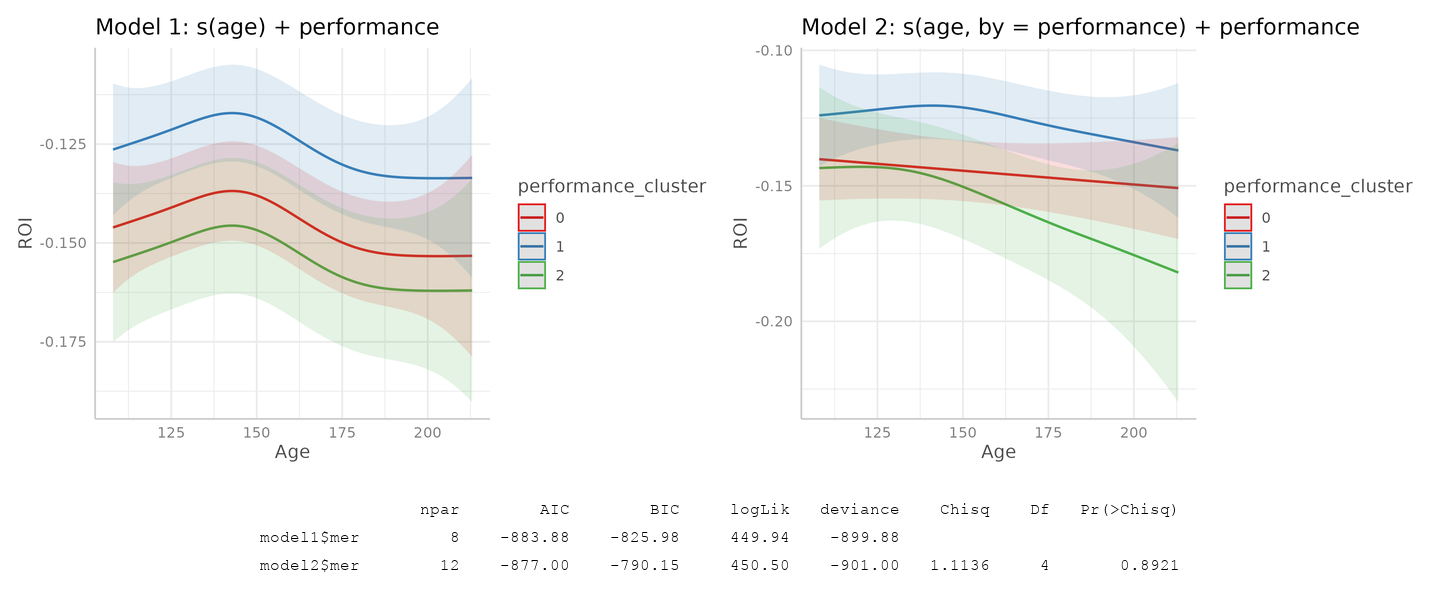 Model 1: s(age) + performance
-0.125
-0.150
-0.175
ROI
125 150 175 200
Age
performance_cluster
0
1
2
Model 2: s(age, by = performance) + performance
-0.10
-0.15
-0.20
ROI
125 150 175 200
Age
performance_cluster
0
1
2
npar AIC BIC logLik deviance Chisq Df Pr(>Chisq)
model1$mer 8 -883.88 -825.98 449.94 -899.88
model2$mer 12 -877.00 -790.15 450.50 -901.00 1.1136 4 0.8921